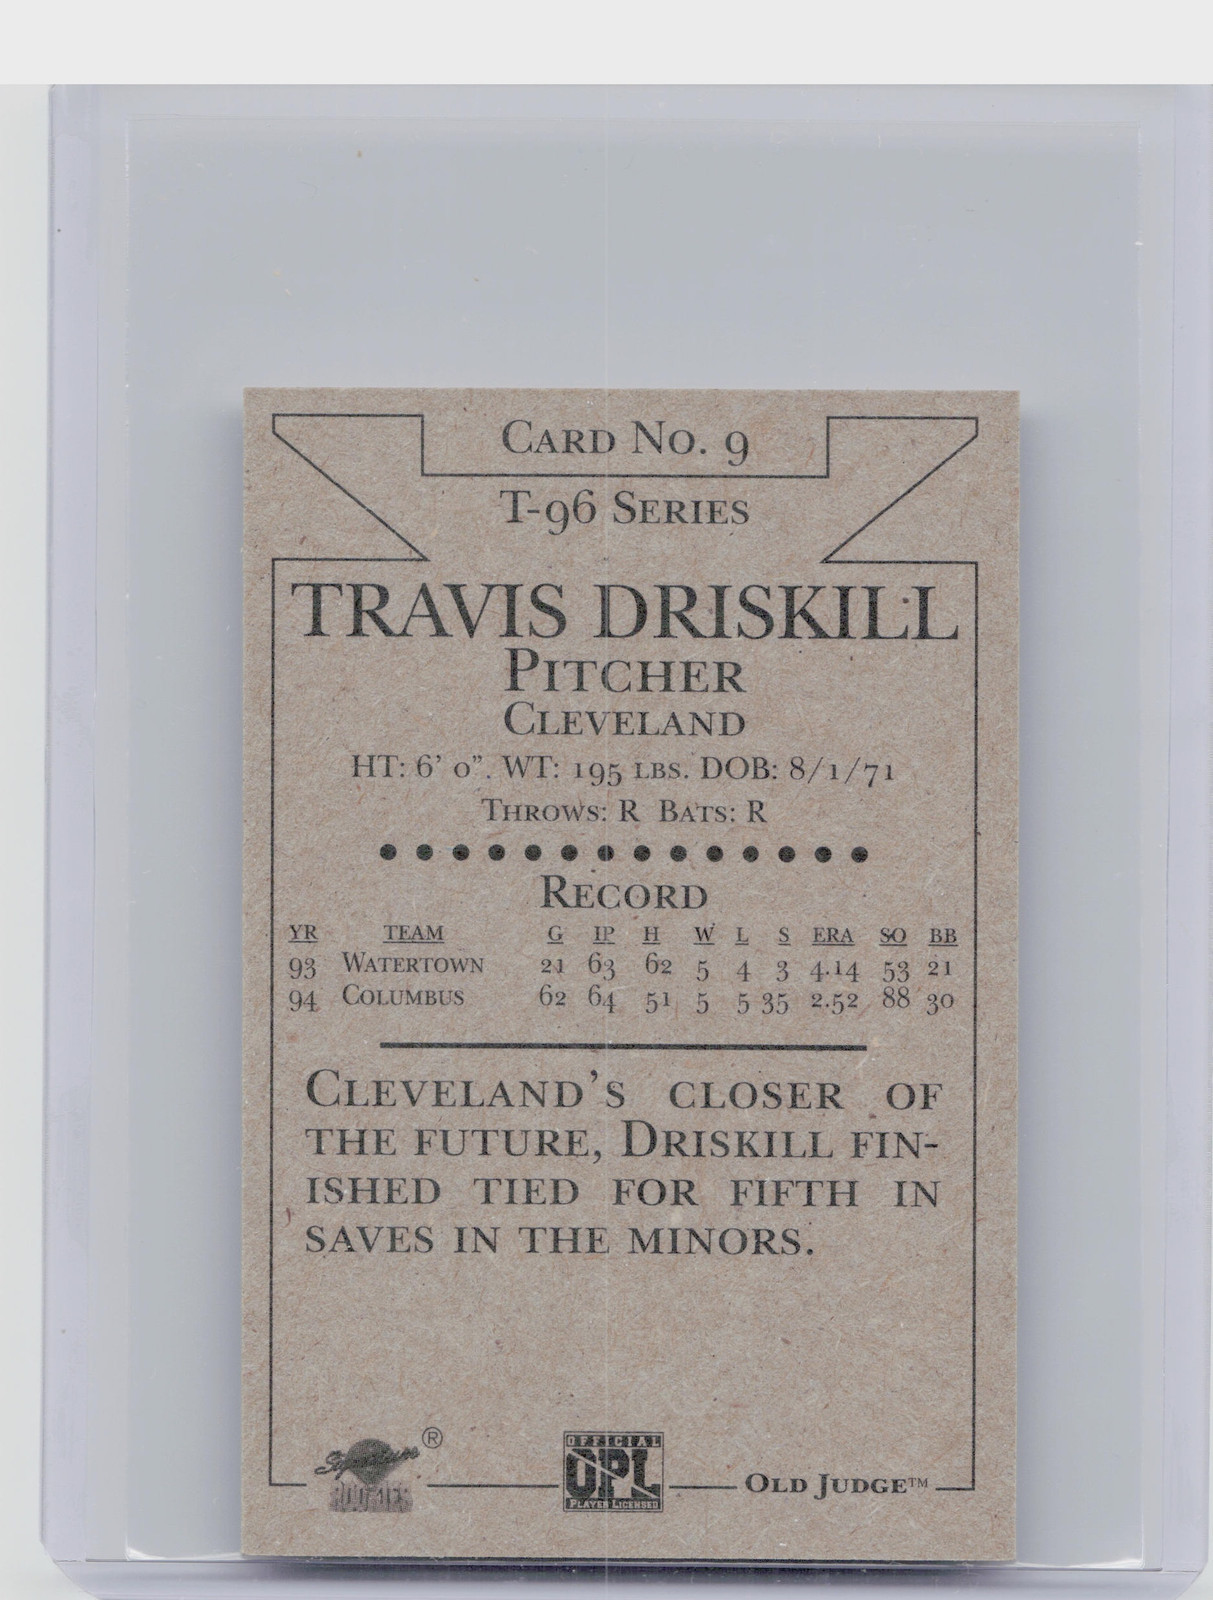 Card No. 9
T-96 Series
TRAVIS DRISKILL
Pitcher
Cleveland
HT: 6' 0". WT: 195 lbs. DOB: 8/1/71
Throws: R Bats: R
Record
YR TEAM G IP H W L S ERA SO BB
93 Watertown 21 63 62 5 4 3 4.14 53 21
94 Columbus 62 64 51 5 5 35 2.52 88 30
Cleveland's closer of
the future, Driskill fin-
ished tied for fifth in
saves in the minors.
Signature ®
Rookies
OFFICIAL
OPL
Player Licensed
Old Judge™